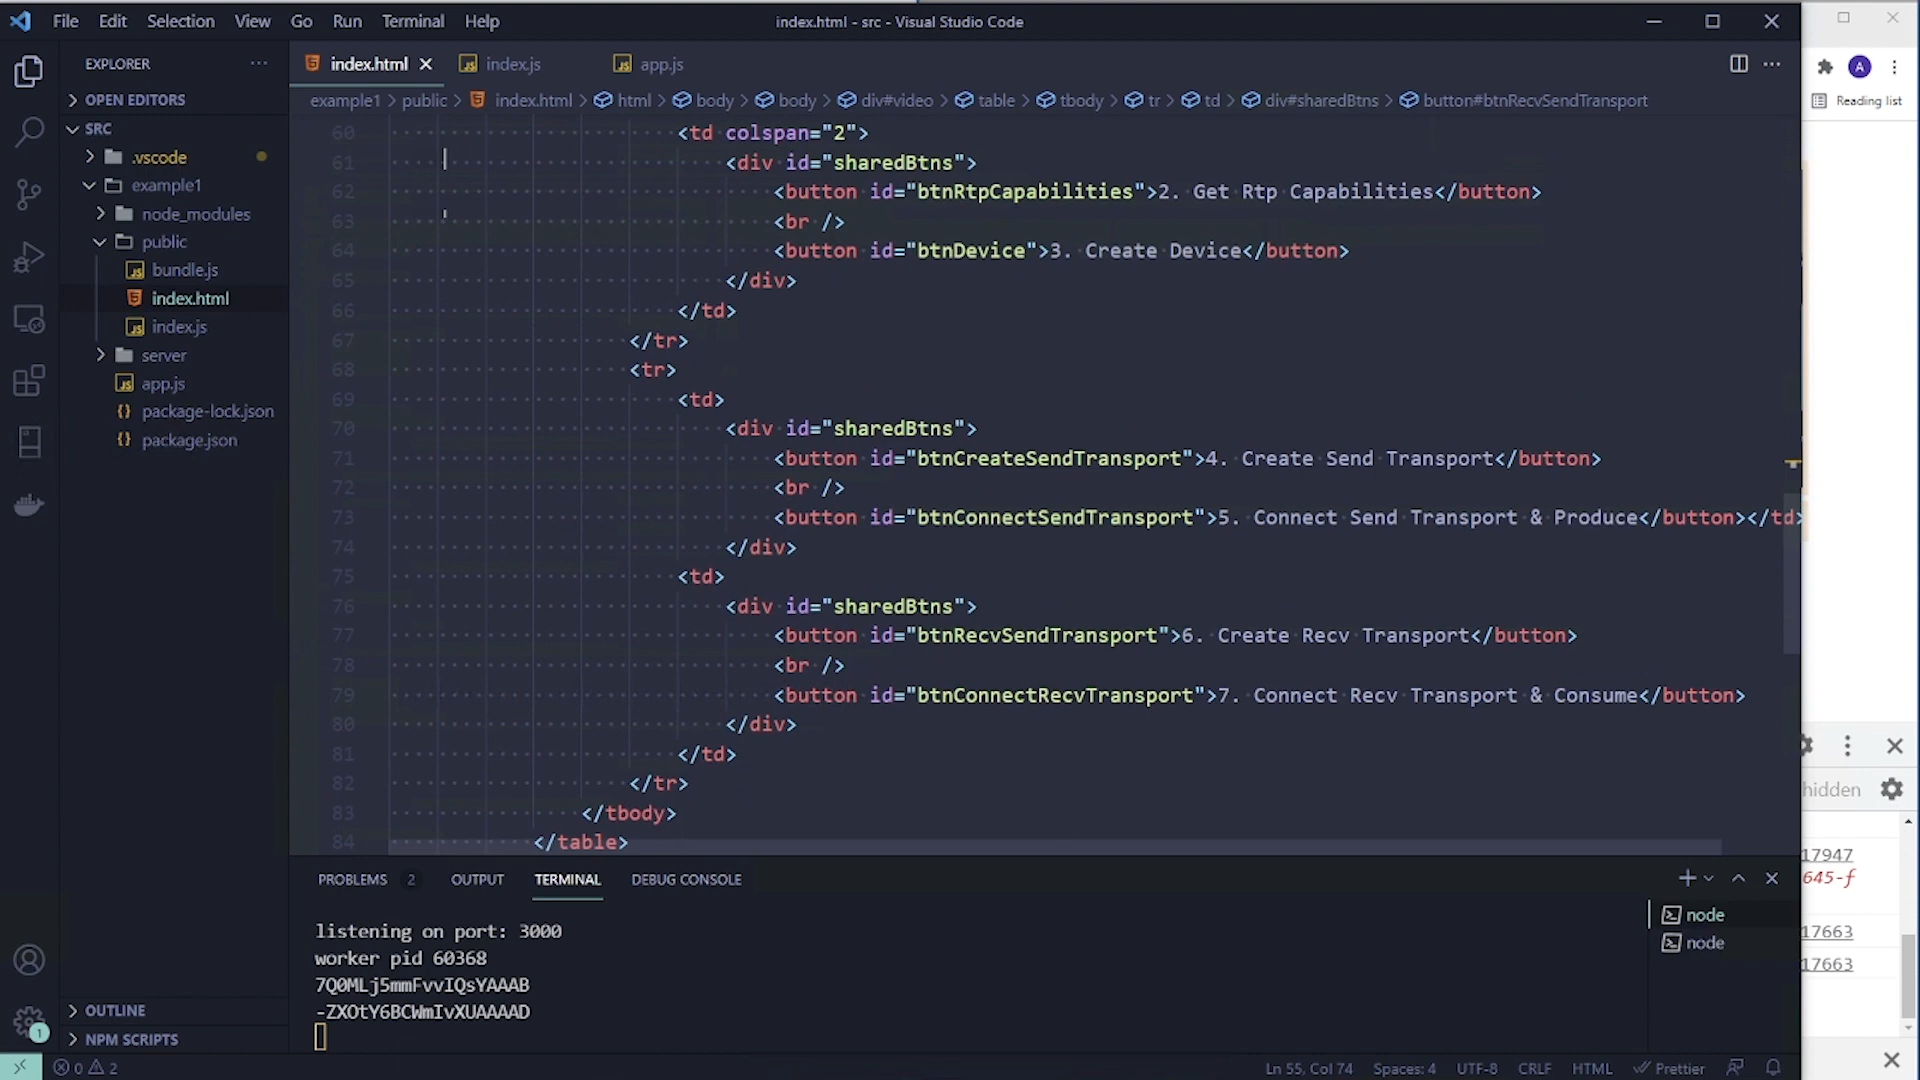 File Edit Selection View Go Run Terminal Help
index.html - src - Visual Studio Code
EXPLORER
index.html
index.js
app.js
A
OPEN EDITORS
example1 > public > index.html > html > body > body > div#video > table > tbody > tr > td > div#sharedBtns > button#btnRecvSendTransport
Reading list
SRC
.vscode
example1
node_modules
public
bundle.js
index.html
index.js
server
app.js
package-lock.json
package.json
OUTLINE
NPM SCRIPTS
60 <td colspan="2">
61 <div id="sharedBtns">
62 <button id="btnRtpCapabilities">2. Get Rtp Capabilities</button>
63 <br />
64 <button id="btnDevice">3. Create Device</button>
65 </div>
66 </td>
67 </tr>
68 <tr>
69 <td>
70 <div id="sharedBtns">
71 <button id="btnCreateSendTransport">4. Create Send Transport</button>
72 <br />
73 <button id="btnConnectSendTransport">5. Connect Send Transport & Produce</button></td>
74 </div>
75 <td>
76 <div id="sharedBtns">
77 <button id="btnRecvSendTransport">6. Create Recv Transport</button>
78 <br />
79 <button id="btnConnectRecvTransport">7. Connect Recv Transport & Consume</button>
80 </div>
81 </td>
82 </tr>
83 </tbody>
84 </table>
PROBLEMS 2 OUTPUT TERMINAL DEBUG CONSOLE
listening on port: 3000
worker pid 60368
7Q0MLj5mmFvvIQsYAAAB
-ZXOtY6BCWmIvXUAAAAD
node
node
hidden
17947
645-f
17663
17663
1
0 2
Ln 55, Col 74 Spaces: 4 UTF-8 CRLF HTML Prettier